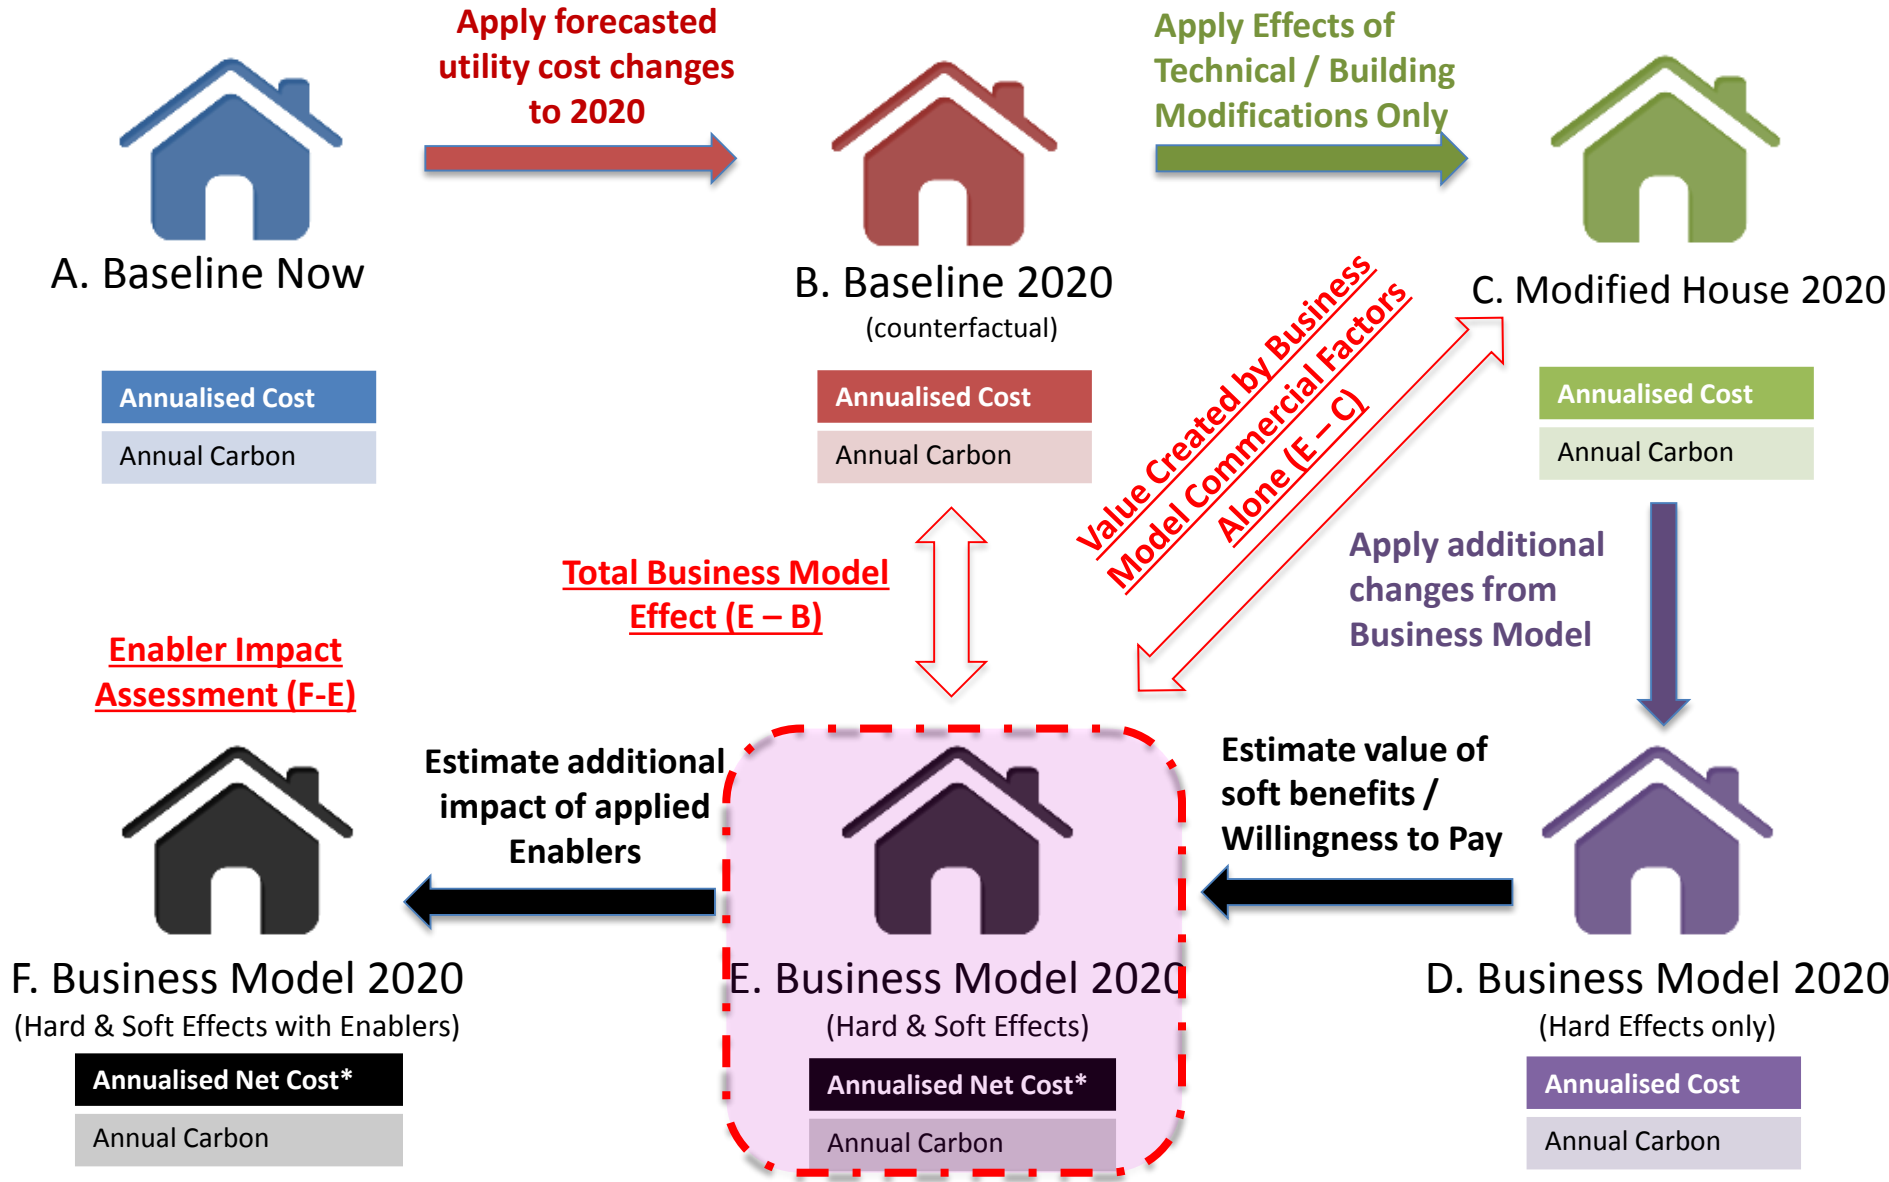 Apply forecasted
utility cost changes
to 2020
Apply Effects of
Technical / Building
Modifications Only
A. Baseline Now
B. Baseline 2020
(counterfactual)
C. Modified House 2020
Annualised Cost
Annual Carbon
Annualised Cost
Annual Carbon
Annualised Cost
Annual Carbon
Value Created by Business
Model Commercial Factors
Alone (E – C)
Total Business Model
Effect (E – B)
Apply additional
changes from
Business Model
Enabler Impact
Assessment (F-E)
Estimate additional
impact of applied
Enablers
Estimate value of
soft benefits /
Willingness to Pay
F. Business Model 2020
(Hard & Soft Effects with Enablers)
Annualised Net Cost*
Annual Carbon
E. Business Model 2020
(Hard & Soft Effects)
Annualised Net Cost*
Annual Carbon
D. Business Model 2020
(Hard Effects only)
Annualised Cost
Annual Carbon